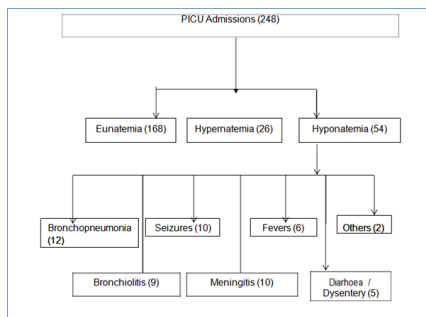 PICU Admissions (248)
Eunatemia (168)
Hypernatemia (26)
Hyponatemia (54)
Bronchopneumonia
(12)
Seizures (10)
Fevers (6)
Others (2)
Bronchiolitis (9)
Meningitis (10)
Diarhoea /
Dysentery (5)